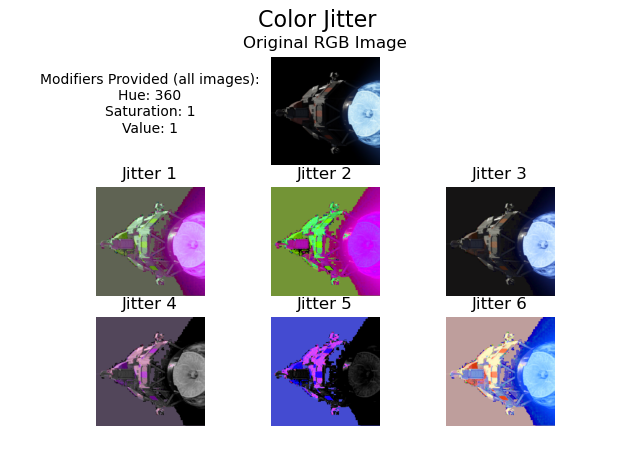 Color Jitter
Original RGB Image
Modifiers Provided (all images):
Hue: 360
Saturation: 1
Value: 1
Jitter 1
Jitter 2
Jitter 3
Jitter 4
Jitter 5
Jitter 6